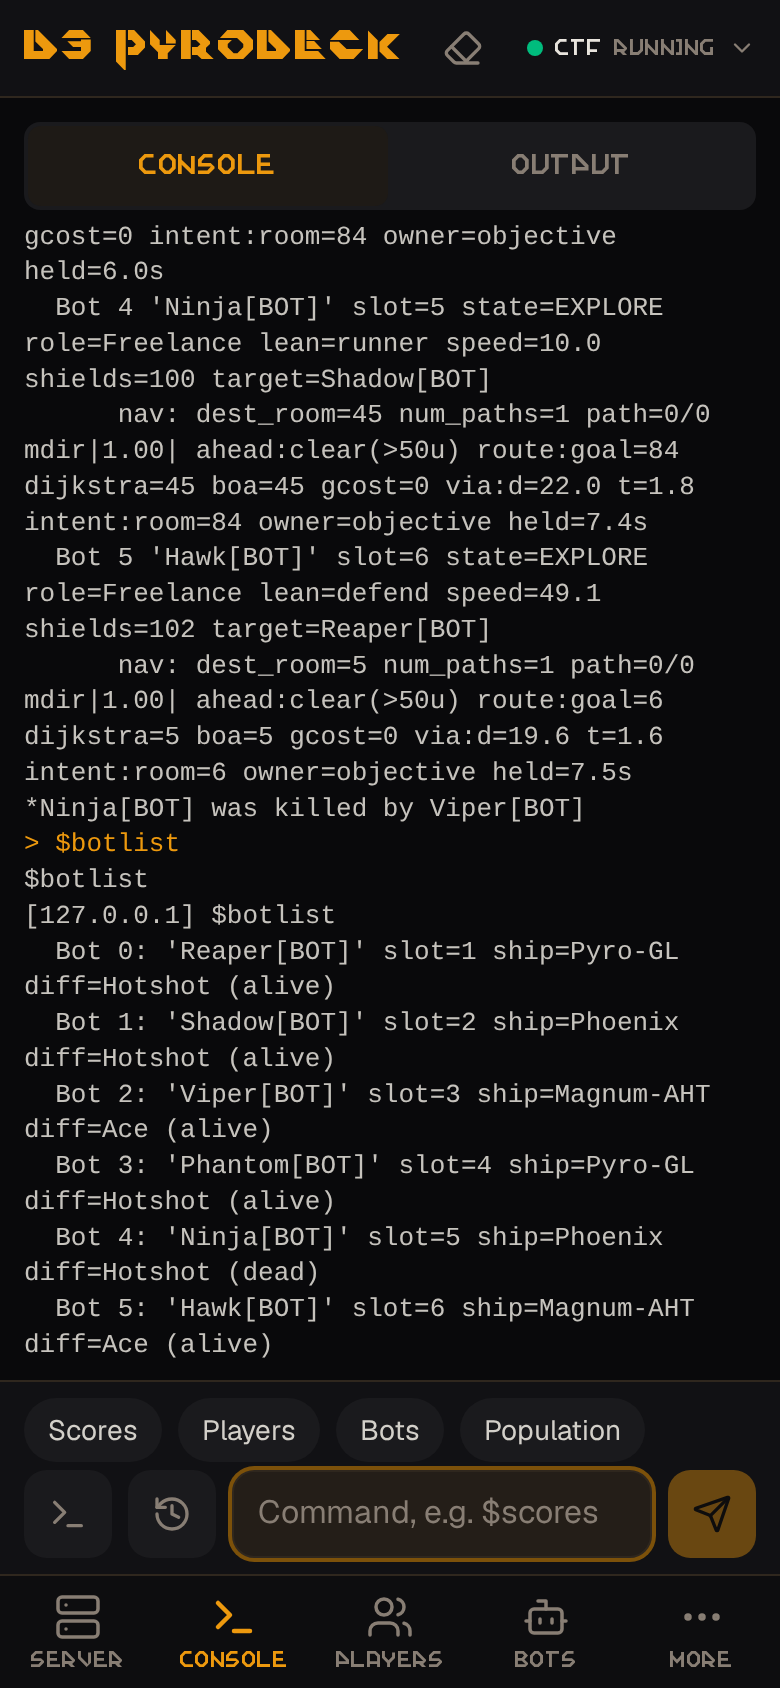 D3 PYRODECK
CTF RUNNING
CONSOLE
OUTPUT
gcost=0 intent:room=84 owner=objective
held=6.0s
Bot 4 'Ninja[BOT]' slot=5 state=EXPLORE
role=Freelance lean=runner speed=10.0
shields=100 target=Shadow[BOT]
nav: dest_room=45 num_paths=1 path=0/0
mdir|1.00| ahead:clear(>50u) route:goal=84
dijkstra=45 boa=45 gcost=0 via:d=22.0 t=1.8
intent:room=84 owner=objective held=7.4s
Bot 5 'Hawk[BOT]' slot=6 state=EXPLORE
role=Freelance lean=defend speed=49.1
shields=102 target=Reaper[BOT]
nav: dest_room=5 num_paths=1 path=0/0
mdir|1.00| ahead:clear(>50u) route:goal=6
dijkstra=5 boa=5 gcost=0 via:d=19.6 t=1.6
intent:room=6 owner=objective held=7.5s
*Ninja[BOT] was killed by Viper[BOT]
> $botlist
$botlist
[127.0.0.1] $botlist
Bot 0: 'Reaper[BOT]' slot=1 ship=Pyro-GL
diff=Hotshot (alive)
Bot 1: 'Shadow[BOT]' slot=2 ship=Phoenix
diff=Hotshot (alive)
Bot 2: 'Viper[BOT]' slot=3 ship=Magnum-AHT
diff=Ace (alive)
Bot 3: 'Phantom[BOT]' slot=4 ship=Pyro-GL
diff=Hotshot (alive)
Bot 4: 'Ninja[BOT]' slot=5 ship=Phoenix
diff=Hotshot (dead)
Bot 5: 'Hawk[BOT]' slot=6 ship=Magnum-AHT
diff=Ace (alive)
Scores
Players
Bots
Population
Command, e.g. $scores
SERVER
CONSOLE
PLAYERS
BOTS
MORE